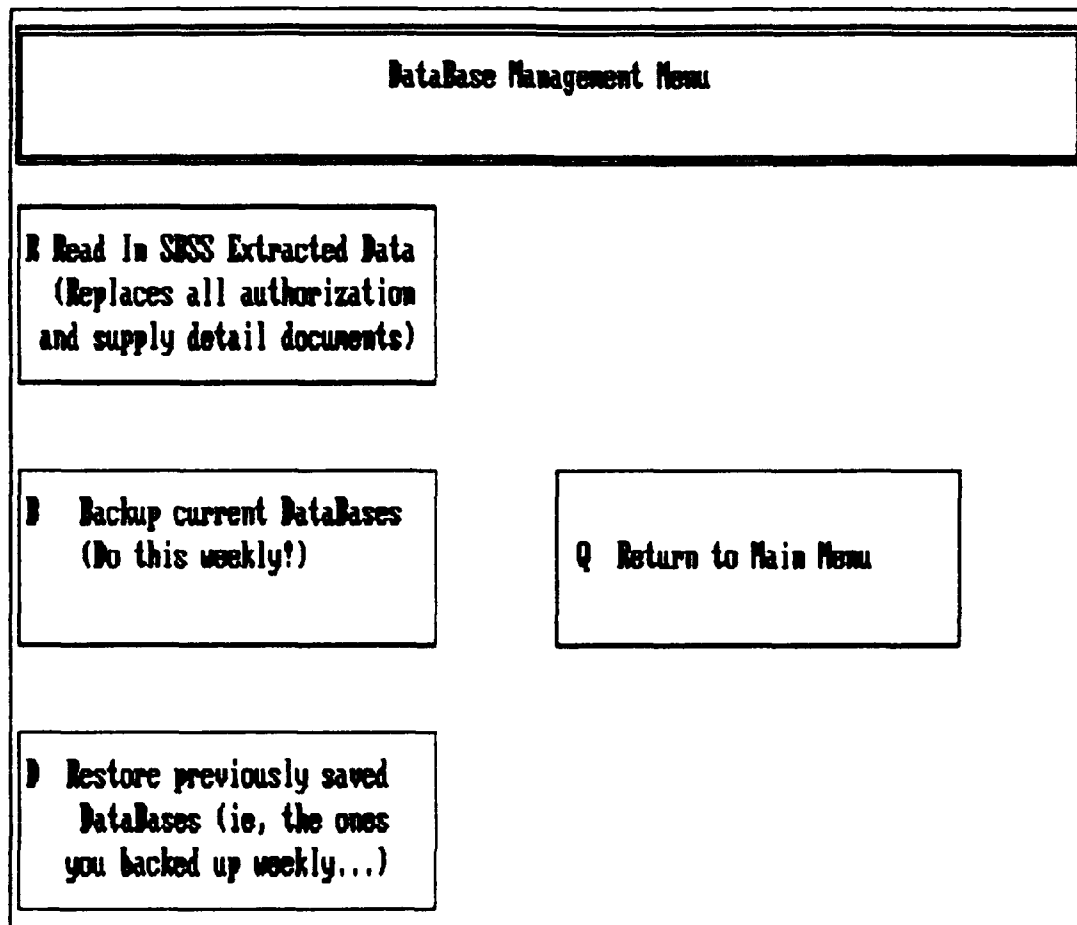 DataBase Management Menu
R Read In SBSS Extracted Data
(Replaces all authorization
and supply detail documents)
B Backup current DataBases
(Do this weekly!)
Q Return to Main Menu
D Restore previously saved
DataBases (ie, the ones
you backed up weekly...)